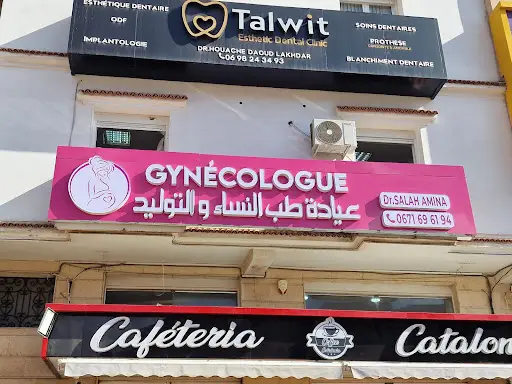 ESTHÉTIQUE DENTAIRE
ODF
IMPLANTOLOGIE
Talwit
Esthetic Dental Clinic
DR.HOUACHE DAOUD LAKHDAR
06 98 24 34 93
SOINS DENTAIRES
PROTHÈSE
BLANCHIMENT DENTAIRE
GYNÉCOLOGUE
عيادة طب النساء و التوليد
Dr.SALAH AMINA
0671 69 61 94
Caféteria
Catalon